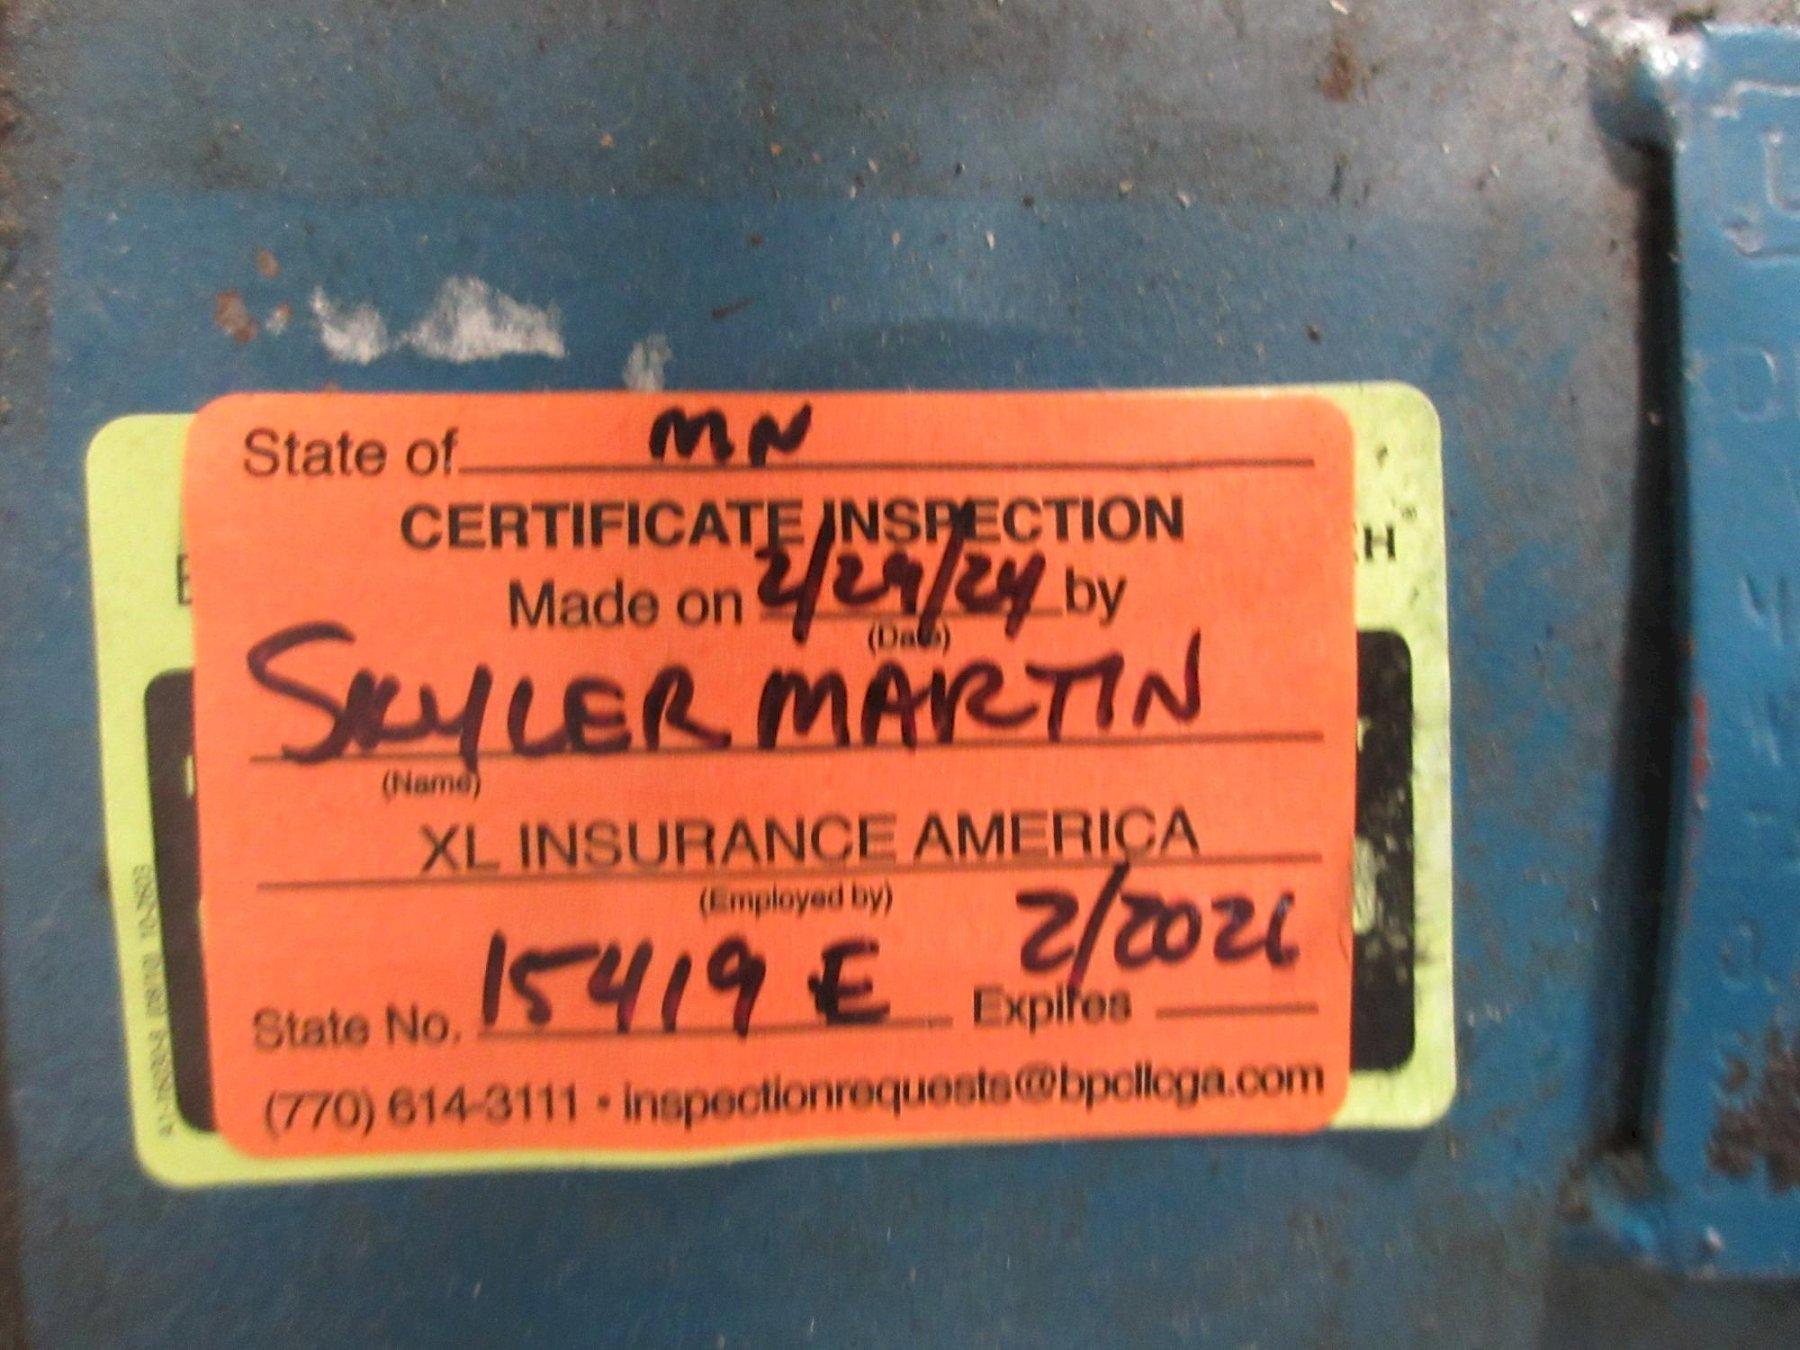 State of MN
CERTIFICATE INSPECTION
Made on 2/29/24 by
(Date)
SKYLER MARTIN
(Name)
XL INSURANCE AMERICA
(Employed by)
State No. 15419 E Expires 2/2026
(770) 614-3111 • inspectionrequests@bpcllcga.com
H